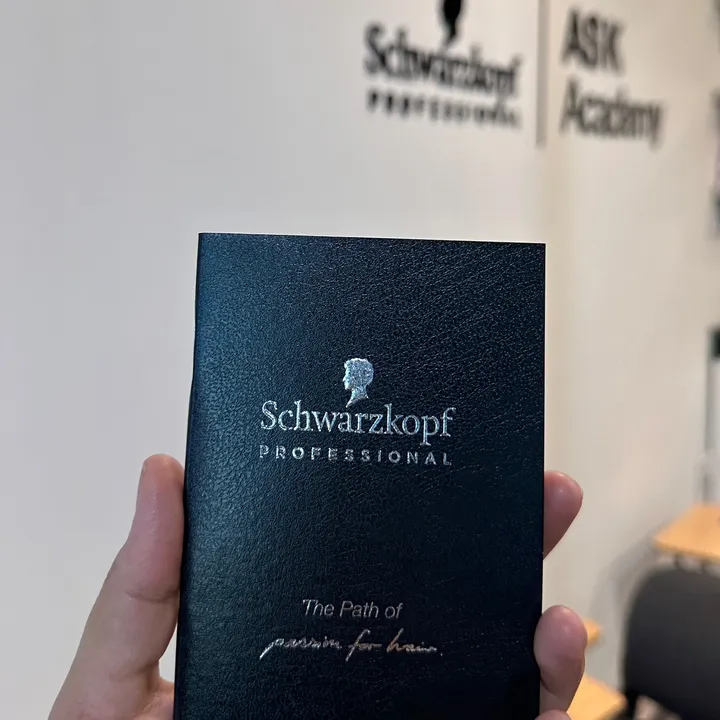 Schwarzkopf
PROFESSIONAL
ASK
Academy
Schwarzkopf
PROFESSIONAL
The Path of
passion for hair.